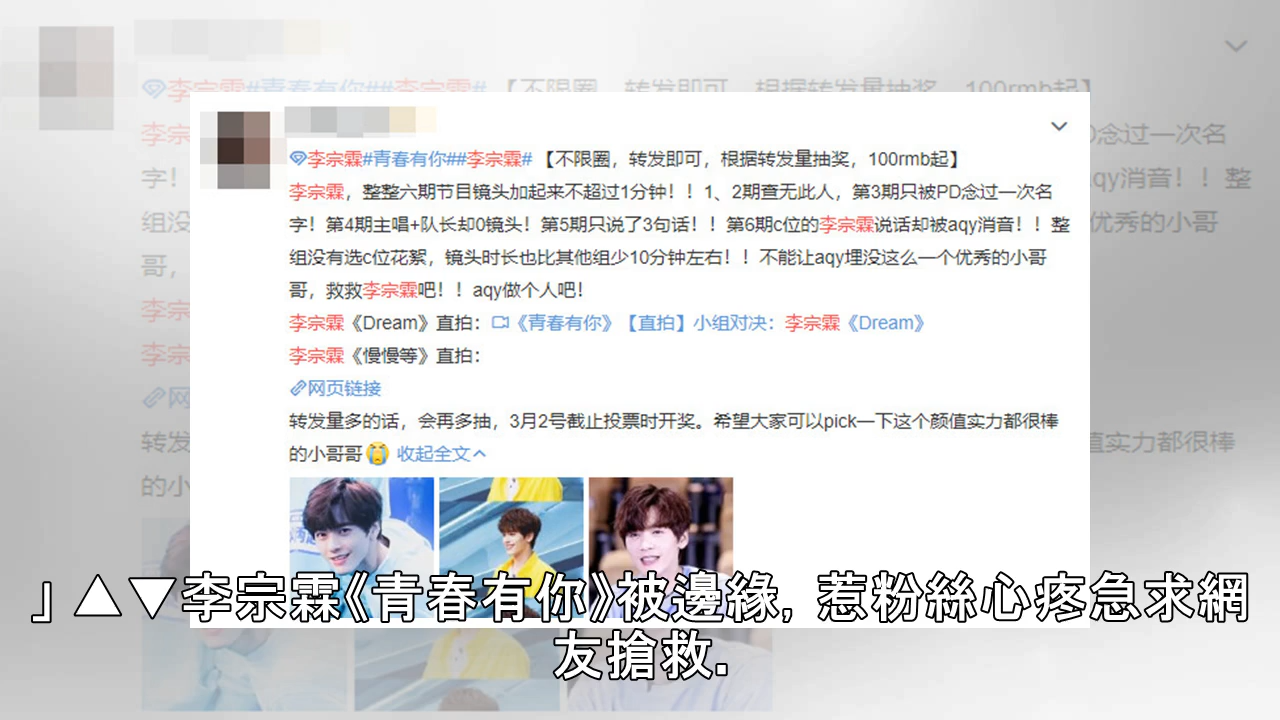 李宗霖#青春有你##李宗霖# 【不限圈，转发即可，根据转发量抽奖，100rmb起】
李宗霖，整整六期节目镜头加起来不超过1分钟！！1、2期查无此人，第3期只被PD念过一次名
字！第4期主唱+队长却0镜头！第5期只说了3句话！！第6期c位的李宗霖说话却被aqy消音！！整
组没有选c位花絮，镜头时长也比其他组少10分钟左右！！不能让aqy埋没这么一个优秀的小哥
哥，救救李宗霖吧！！aqy做个人吧！
李宗霖《Dream》直拍：《青春有你》【直拍】小组对决：李宗霖《Dream》
李宗霖《慢慢等》直拍：
网页链接
转发量多的话，会再多抽，3月2号截止投票时开奖。希望大家可以pick一下这个颜值实力都很棒
的小哥哥😭 收起全文
」▲▼李宗霖《青春有你》被邊緣, 惹粉絲心疼急求網
友搶救.